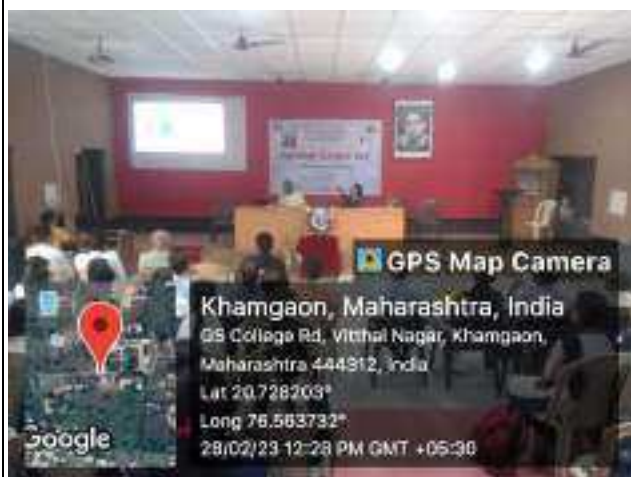 GPS Map Camera
Khamgaon, Maharashtra, India
GS College Rd, Vitthal Nagar, Khamgaon,
Maharashtra 444312, India
Lat 20.728203°
Long 76.563732°
28/02/23 12:28 PM GMT +05:30
Google